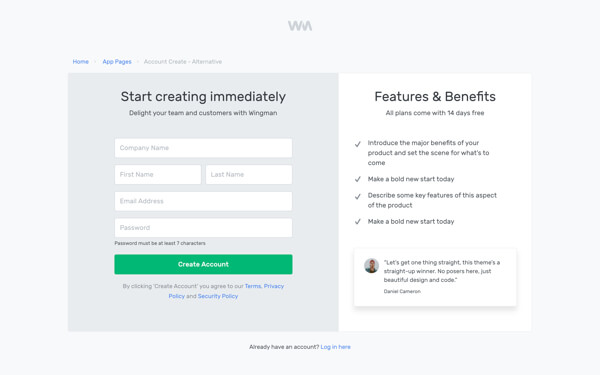 WM
Home
App Pages
Account Create - Alternative
Start creating immediately
Delight your team and customers with Wingman
Company Name
First Name
Last Name
Email Address
Password
Password must be at least 7 characters
Create Account
By clicking 'Create Account' you agree to our Terms, Privacy
Policy and Security Policy
Features & Benefits
All plans come with 14 days free
Introduce the major benefits of your
product and set the scene for what's to
come
Make a bold new start today
Describe some key features of this aspect
of the product
Make a bold new start today
"Let's get one thing straight, this theme's a
straight-up winner. No posers here, just
beautiful design and code."
Daniel Cameron
Already have an account? Log in here